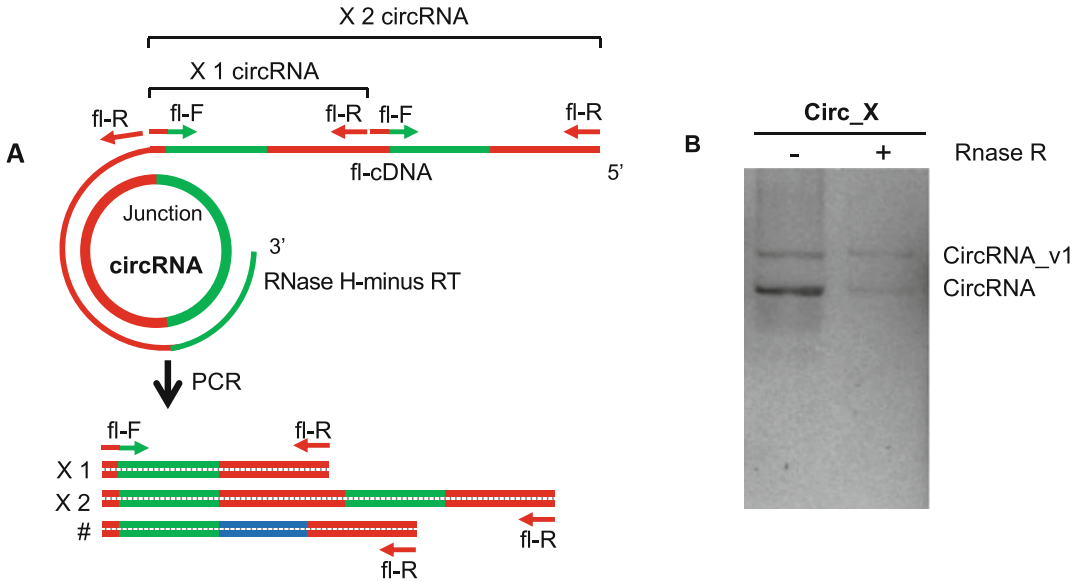 X 2 circRNA
X 1 circRNA
fl-R
fl-F
fl-R
fl-F
fl-R
A
fl-cDNA
5’
Junction
circRNA
3’
RNase H-minus RT
PCR
fl-F
fl-R
X 1
X 2
#
fl-R
fl-R
B
Circ_X
- + Rnase R
CircRNA_v1
CircRNA